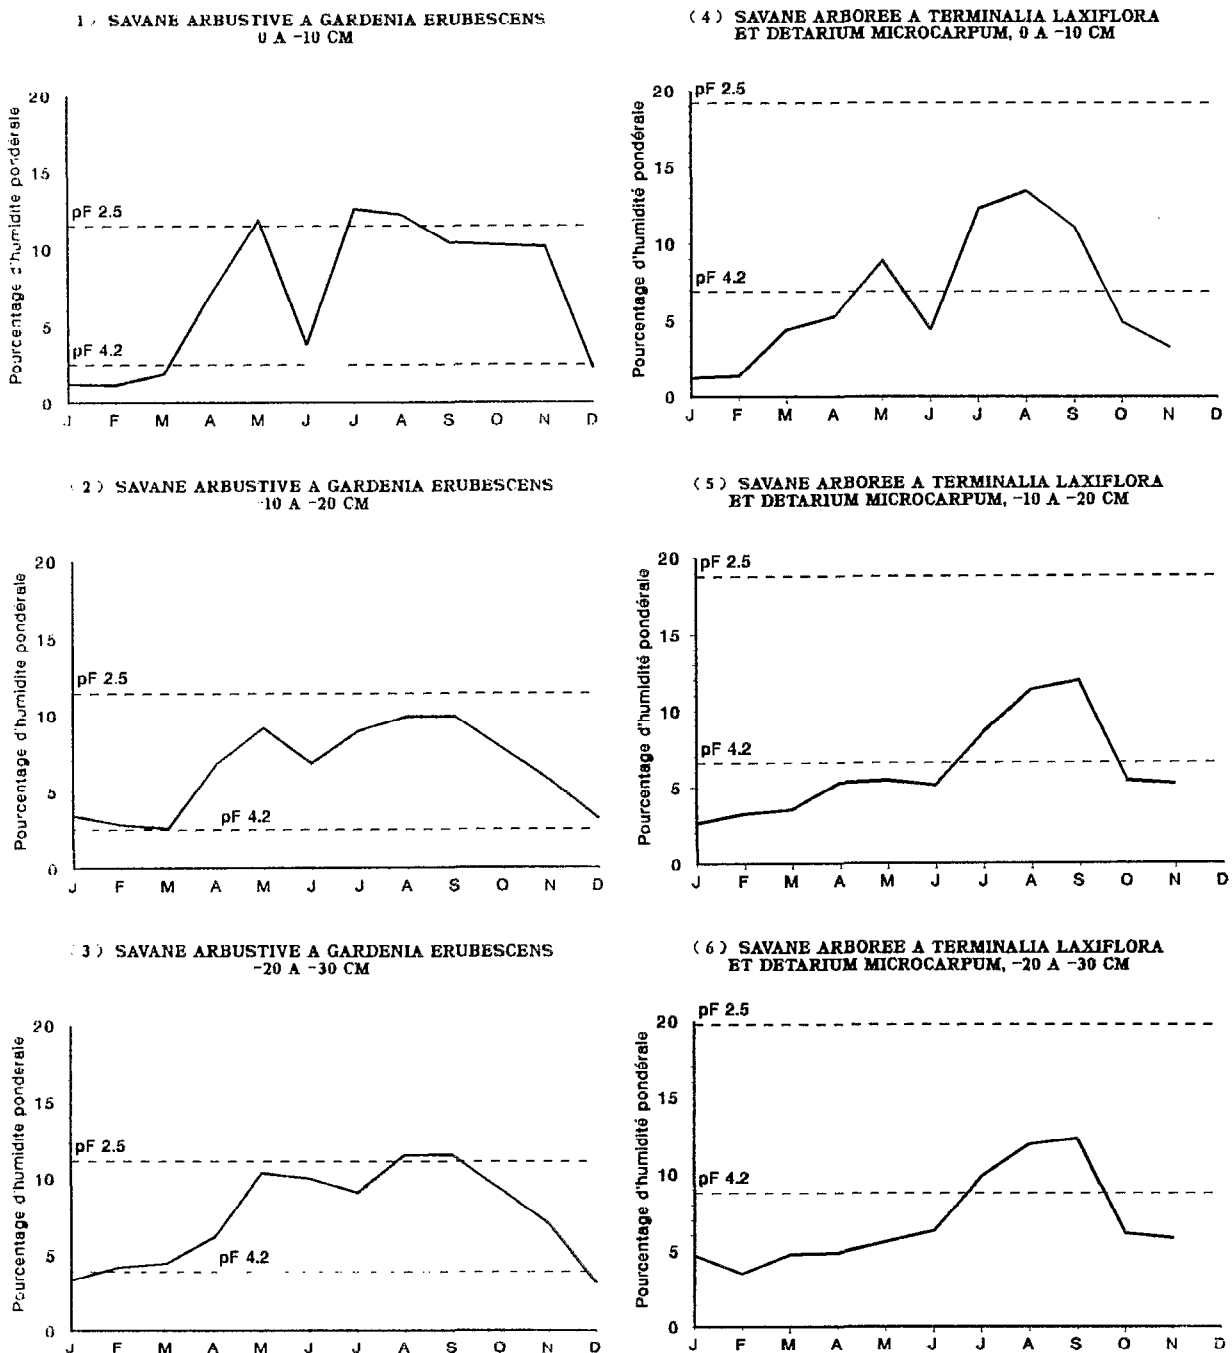 1) SAVANE ARBUSTIVE A GARDENIA ERUBESCENS
0 A -10 CM
Pourcentage d'humidite pondérale
20
15
10
5
0
pF 2.5
pF 4.2
J F M A M J J A S O N D
(4) SAVANE ARBOREE A TERMINALIA LAXIFLORA
ET DETARIUM MICROCARPUM, 0 A -10 CM
Pourcentage d'humidité pondérale
20
15
10
5
0
pF 2.5
pF 4.2
J F M A M J J A S O N D
2) SAVANE ARBUSTIVE A GARDENIA ERUBESCENS
-10 A -20 CM
Pourcentage d'humidité pondérale
20
15
10
5
0
pF 2.5
pF 4.2
J F M A M J J A S O N D
(5) SAVANE ARBOREE A TERMINALIA LAXIFLORA
ET DETARIUM MICROCARPUM, -10 A -20 CM
Pourcentage d'humidité pondérale
20
15
10
5
0
pF 2.5
pF 4.2
J F M A M J J A S O N D
3) SAVANE ARBUSTIVE A GARDENIA ERUBESCENS
-20 A -30 CM
Pourcentage d'humidite pondérale
20
15
10
5
0
pF 2.5
pF 4.2
J F M A M J J A S O N D
(6) SAVANE ARBOREE A TERMINALIA LAXIFLORA
ET DETARIUM MICROCARPUM, -20 A -30 CM
Pourcentage d'humidité pondérale
20
15
10
5
0
pF 2.5
pF 4.2
J F M A M J J A S O N D